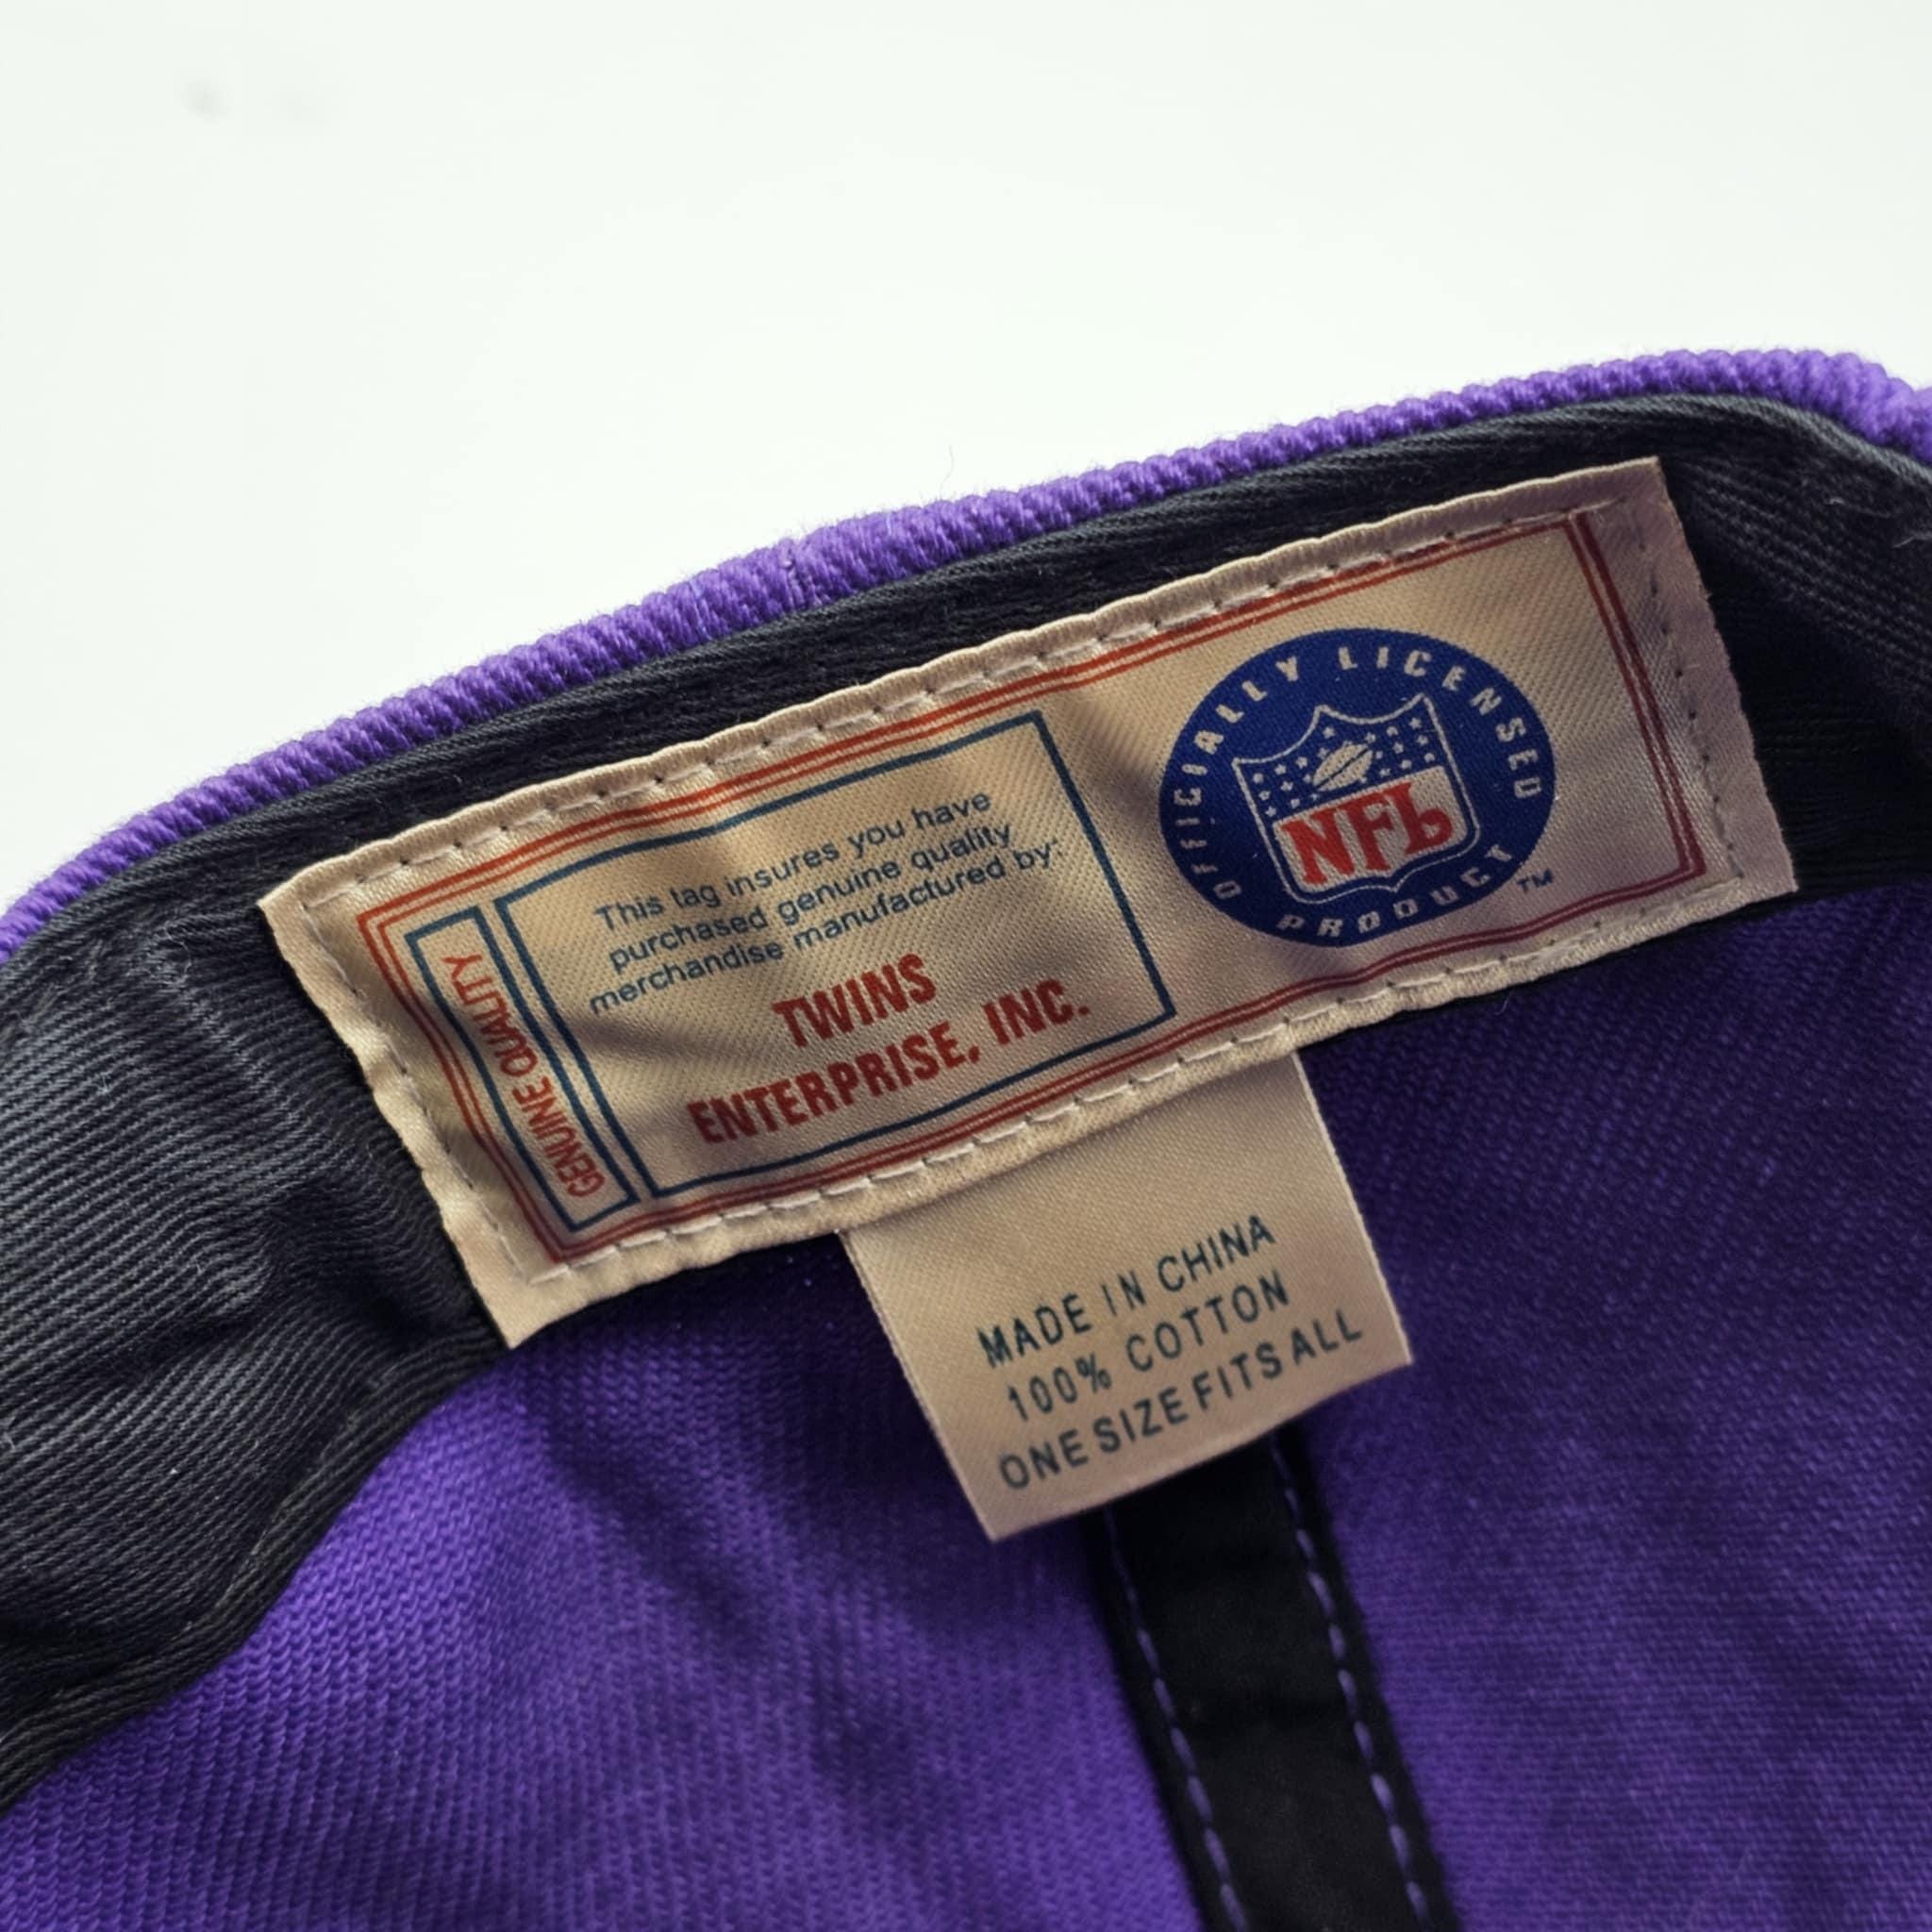 GENUINE QUALITY
This tag insures you have
purchased genuine quality
merchandise manufactured by:
TWINS
ENTERPRISE, INC.
OFFICIALLY LICENSED
NFL
PRODUCT
TM
MADE IN CHINA
100% COTTON
ONE SIZE FITS ALL